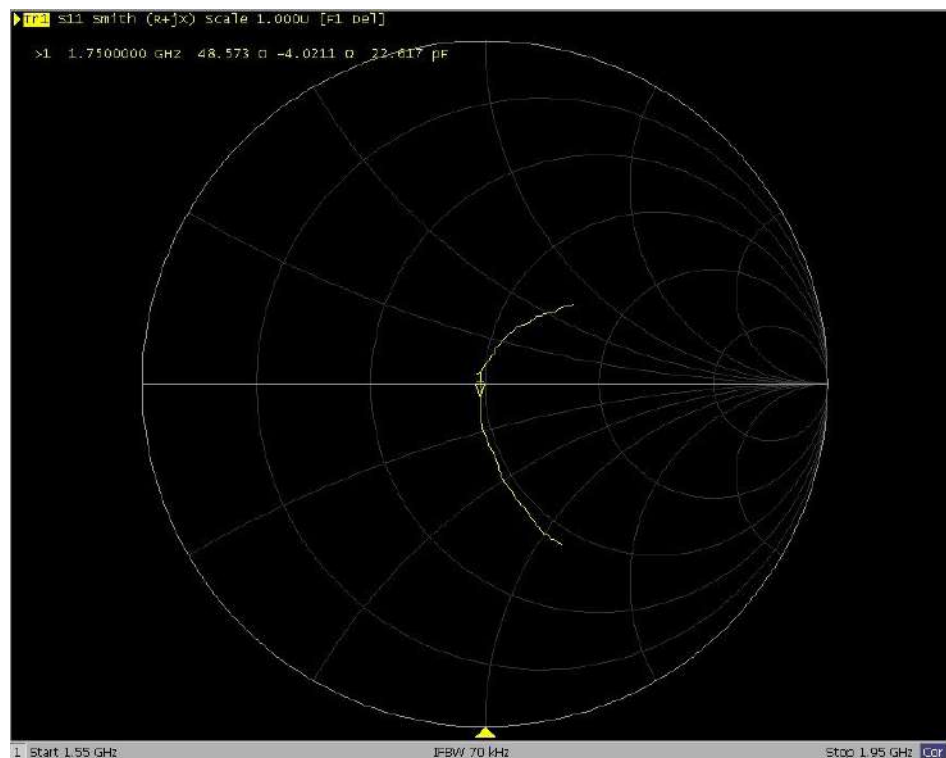 Tr1 S11 Smith (R+jX) Scale 1.000U [F1 Del]
>1 1.7500000 GHz 48.573 Ω -4.0211 Ω 22.617 pF
1
1 Start 1.55 GHz IFBW 70 kHz Stop 1.95 GHz Cor